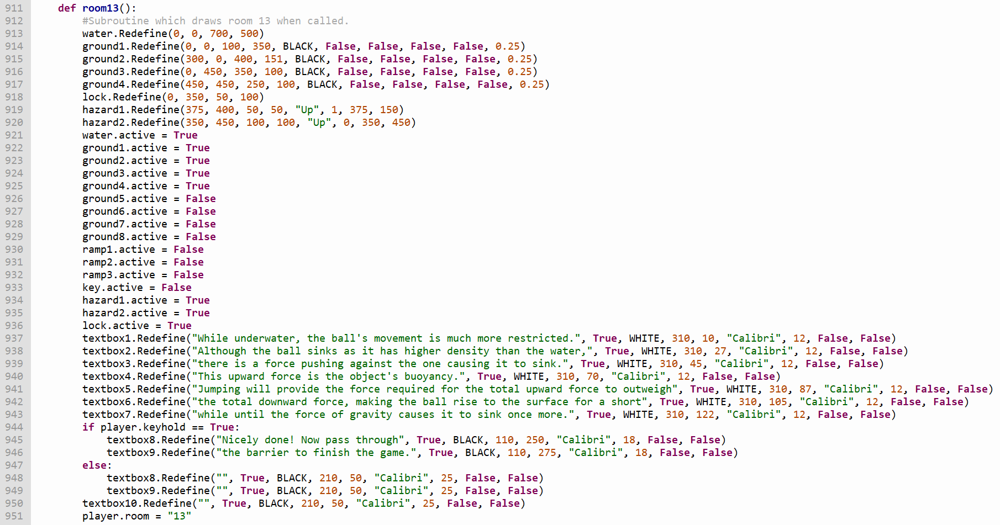 911 def room13():
912 #Subroutine which draws room 13 when called.
913 water.Redefine(0, 0, 700, 500)
914 ground1.Redefine(0, 0, 100, 350, BLACK, False, False, False, False, 0.25)
915 ground2.Redefine(300, 0, 400, 151, BLACK, False, False, False, False, 0.25)
916 ground3.Redefine(0, 450, 350, 100, BLACK, False, False, False, False, 0.25)
917 ground4.Redefine(450, 450, 250, 100, BLACK, False, False, False, False, 0.25)
918 lock.Redefine(0, 350, 50, 100)
919 hazard1.Redefine(375, 400, 50, 50, "Up", 1, 375, 150)
920 hazard2.Redefine(350, 450, 100, 100, "Up", 0, 350, 450)
921 water.active = True
922 ground1.active = True
923 ground2.active = True
924 ground3.active = True
925 ground4.active = True
926 ground5.active = False
927 ground6.active = False
928 ground7.active = False
929 ground8.active = False
930 ramp1.active = False
931 ramp2.active = False
932 ramp3.active = False
933 key.active = False
934 hazard1.active = True
935 hazard2.active = True
936 lock.active = True
937 textbox1.Redefine("While underwater, the ball's movement is much more restricted.", True, WHITE, 310, 10, "Calibri", 12, False, False)
938 textbox2.Redefine("Although the ball sinks as it has higher density than the water,", True, WHITE, 310, 27, "Calibri", 12, False, False)
939 textbox3.Redefine("there is a force pushing against the one causing it to sink.", True, WHITE, 310, 45, "Calibri", 12, False, False)
940 textbox4.Redefine("This upward force is the object's buoyancy.", True, WHITE, 310, 70, "Calibri", 12, False, False)
941 textbox5.Redefine("Jumping will provide the force required for the total upward force to outweigh", True, WHITE, 310, 87, "Calibri", 12, False, False)
942 textbox6.Redefine("the total downward force, making the ball rise to the surface for a short", True, WHITE, 310, 105, "Calibri", 12, False, False)
943 textbox7.Redefine("while until the force of gravity causes it to sink once more.", True, WHITE, 310, 122, "Calibri", 12, False, False)
944 if player.keyhold == True:
945 textbox8.Redefine("Nicely done! Now pass through", True, BLACK, 110, 250, "Calibri", 18, False, False)
946 textbox9.Redefine("the barrier to finish the game.", True, BLACK, 110, 275, "Calibri", 18, False, False)
947 else:
948 textbox8.Redefine("", True, BLACK, 210, 50, "Calibri", 25, False, False)
949 textbox9.Redefine("", True, BLACK, 210, 50, "Calibri", 25, False, False)
950 textbox10.Redefine("", True, BLACK, 210, 50, "Calibri", 25, False, False)
951 player.room = "13"